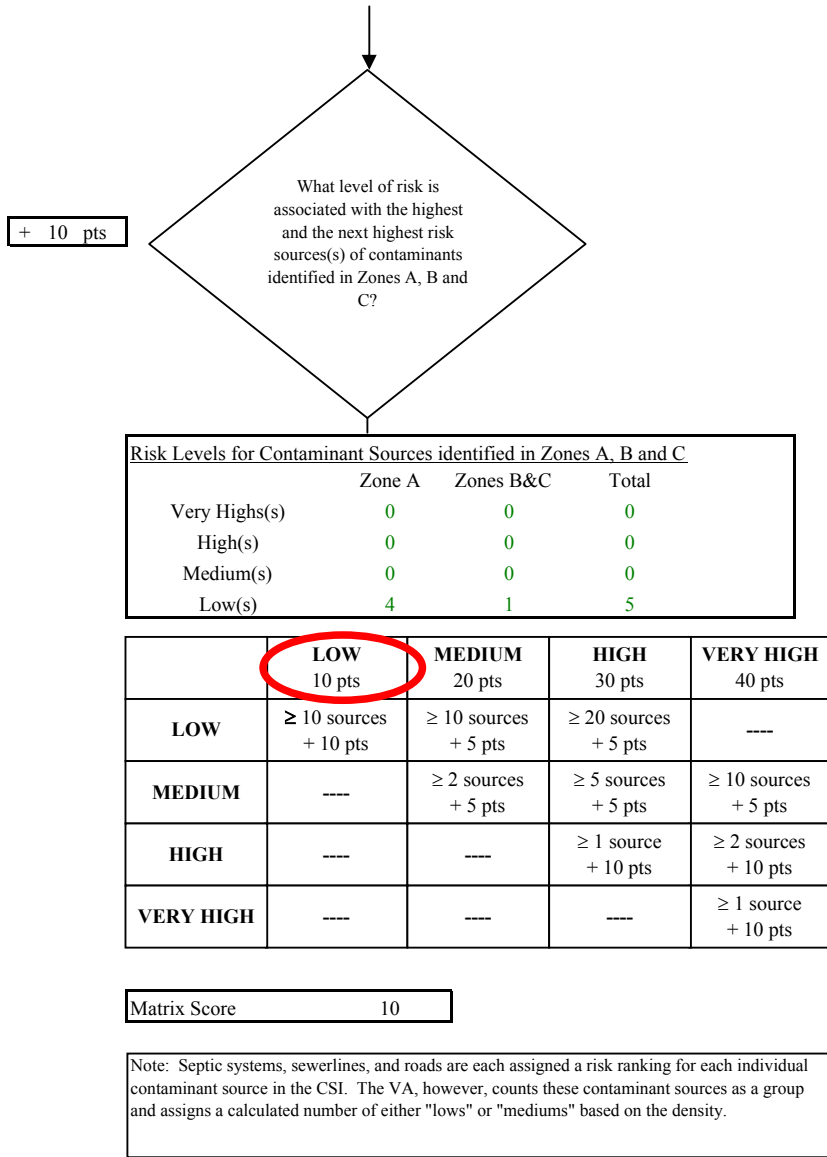 What level of risk is
associated with the highest
and the next highest risk
sources(s) of contaminants
identified in Zones A, B and
C?
+ 10 pts
Risk Levels for Contaminant Sources identified in Zones A, B and C
Zone A Zones B&C Total
Very Highs(s) 0 0 0
High(s) 0 0 0
Medium(s) 0 0 0
Low(s) 4 1 5
LOW MEDIUM HIGH VERY HIGH
10 pts 20 pts 30 pts 40 pts
LOW ≥ 10 sources ≥ 10 sources ≥ 20 sources ----
+ 10 pts + 5 pts + 5 pts
MEDIUM ---- ≥ 2 sources ≥ 5 sources ≥ 10 sources
+ 5 pts + 5 pts + 5 pts
HIGH ---- ---- ≥ 1 source ≥ 2 sources
+ 10 pts + 10 pts
VERY HIGH ---- ---- ---- ≥ 1 source
+ 10 pts
Matrix Score 10
Note: Septic systems, sewerlines, and roads are each assigned a risk ranking for each individual
contaminant source in the CSI. The VA, however, counts these contaminant sources as a group
and assigns a calculated number of either "lows" or "mediums" based on the density.